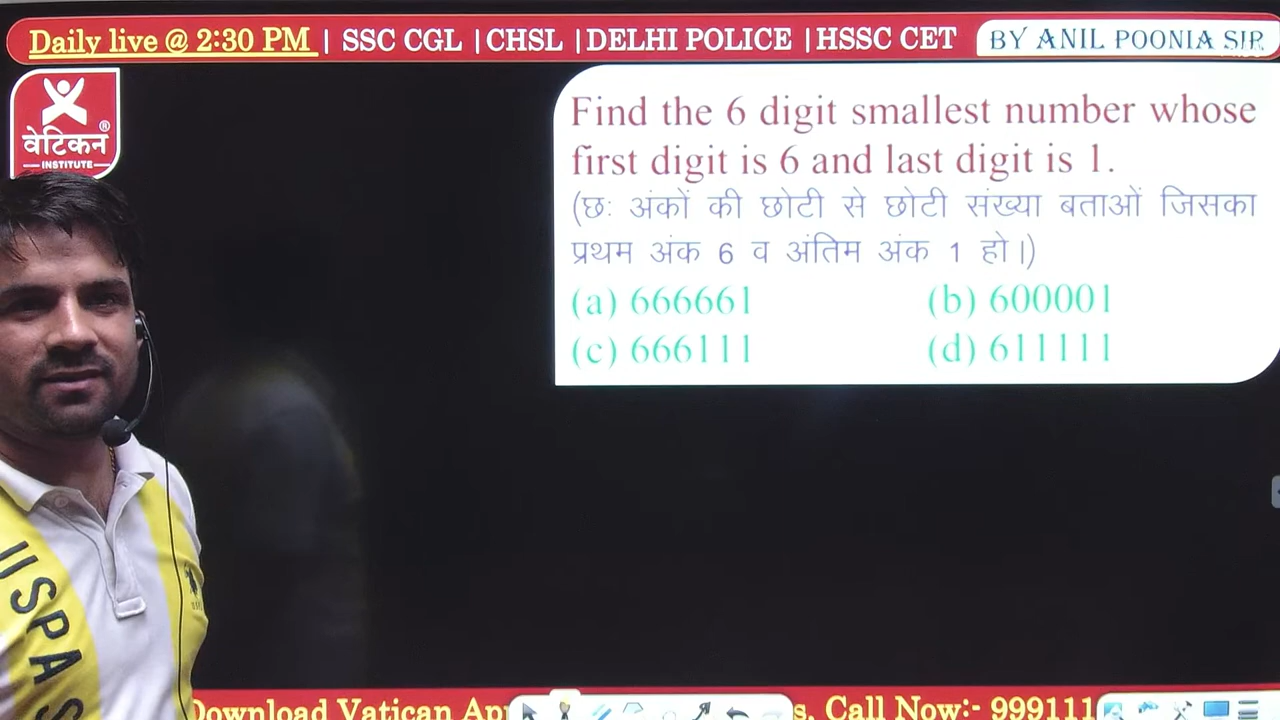 Daily live @ 2:30 PM | SSC CGL |CHSL |DELHI POLICE |HSSC CET
BY ANIL POONIA SIR
वेटिकन
®
INSTITUTE
Find the 6 digit smallest number whose
first digit is 6 and last digit is 1.
(छः अंकों की छोटी से छोटी संख्या बताओं जिसका
प्रथम अंक 6 व अंतिम अंक 1 हो।)
(a) 666661 (b) 600001
(c) 666111 (d) 611111
USPA
Download Vatican App
s, Call Now:- 999111